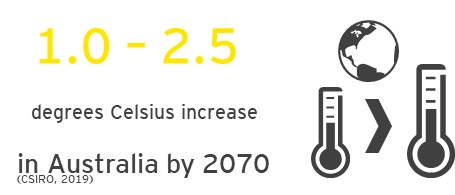 1.0 – 2.5
degrees Celsius increase
in Australia by 2070
(CSIRO, 2019)